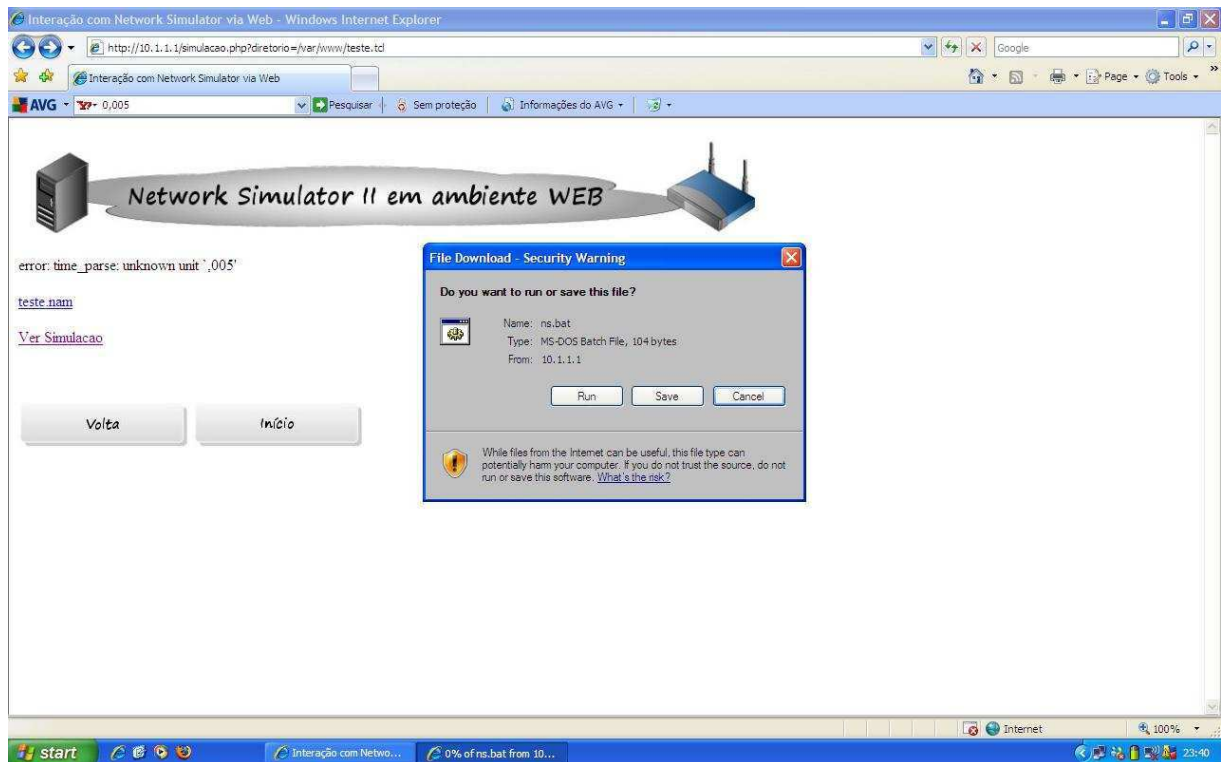 Interação com Network Simulator via Web - Windows Internet Explorer
http://10.1.1.1/simulacao.php?diretorio=/var/www/teste.tcl
Google
Interação com Network Simulator via Web
Page
Tools
»
AVG
0,005
Pesquisar
Sem proteção
Informações do AVG
Network Simulator II em ambiente WEB
error: time_parse: unknown unit `,005'
teste.nam
Ver Simulacao
Volta
Início
File Download - Security Warning
Do you want to run or save this file?
Name: ns.bat
Type: MS-DOS Batch File, 104 bytes
From: 10.1.1.1
Run
Save
Cancel
While files from the Internet can be useful, this file type can
potentially harm your computer. If you do not trust the source, do not
run or save this software. What's the risk?
Internet
100%
start
Interação com Netwo...
0% of ns.bat from 10...
23:40